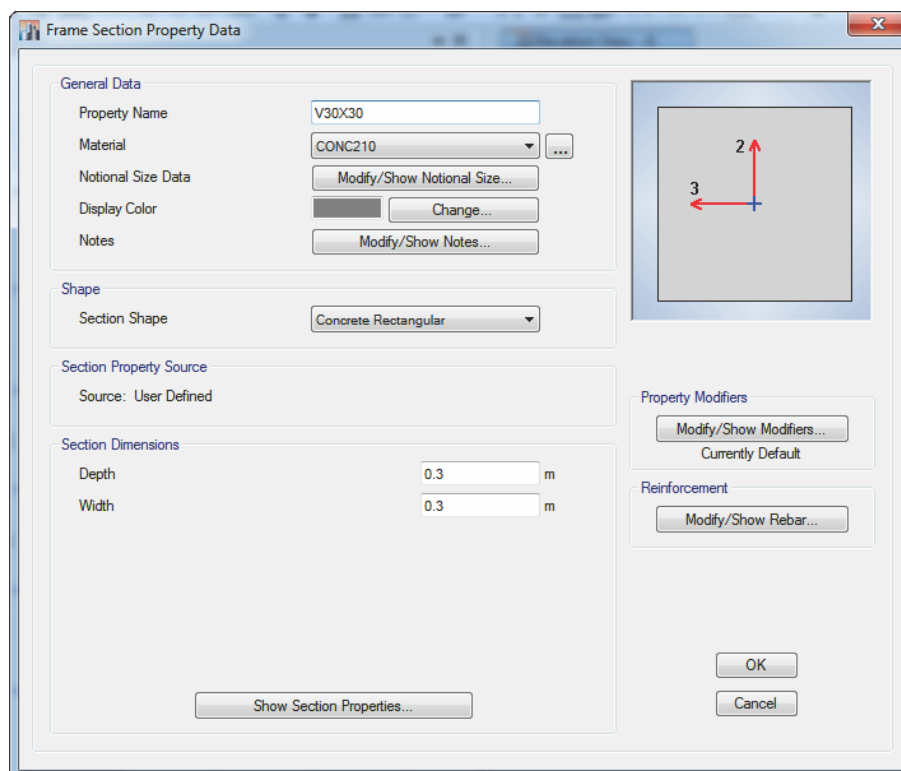 Frame Section Property Data
General Data
Property Name V30X30
Material CONC210 ...
Notional Size Data Modify/Show Notional Size...
Display Color Change...
Notes Modify/Show Notes...
2
3
Shape
Section Shape Concrete Rectangular
Section Property Source
Source: User Defined
Property Modifiers
Modify/Show Modifiers...
Currently Default
Section Dimensions
Depth 0.3 m
Width 0.3 m
Reinforcement
Modify/Show Rebar...
Show Section Properties...
OK
Cancel